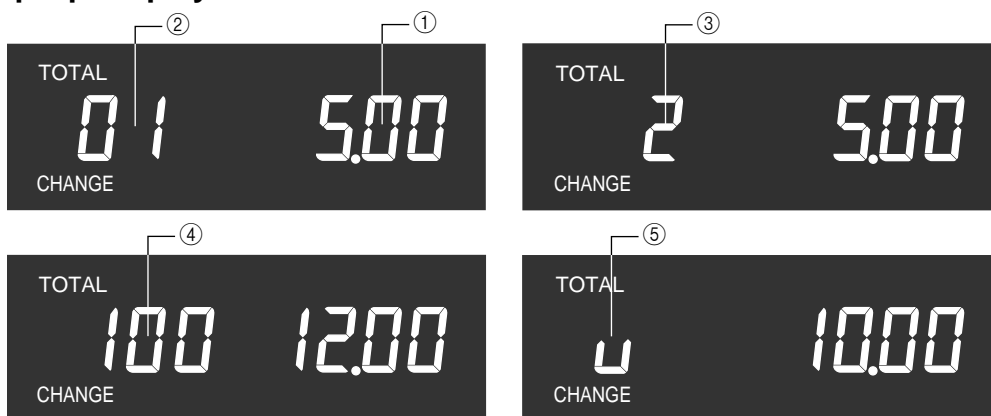 ② ①
TOTAL
01 5.00
CHANGE
③
TOTAL
2 5.00
CHANGE
④
TOTAL
100 12.00
CHANGE
⑤
TOTAL
u 10.00
CHANGE